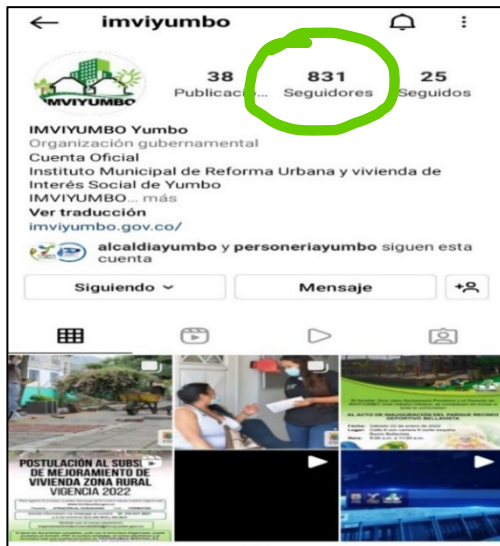 imviyumbo
IMVIYUMBO
38 831 25
Publicacio... Seguidores Seguidos
IMVIYUMBO Yumbo
Organización gubernamental
Cuenta Oficial
Instituto Municipal de Reforma Urbana y vivienda de
Interés Social de Yumbo
IMVIYUMBO... más
Ver traducción
imviyumbo.gov.co/
alcaldiayumbo y personeriayumbo siguen esta
cuenta
Siguiendo Mensaje
AL ACTO DE INAUGURACIÓN DEL PARQUE RECREO
DEPORTIVO BELLAVISTA
POSTULACIÓN AL SUBSI
DE MEJORAMIENTO DE
VIVIENDA ZONA RURAL
VIGENCIA 2022